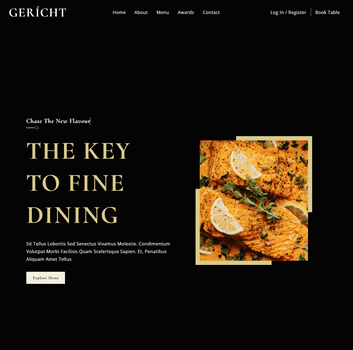 GERÍCHT
Home About Menu Awards Contact
Log In / Register Book Table
Chase The New Flavour
THE KEY
TO FINE
DINING
Sit Tellus Lobortis Sed Senectus Vivamus Molestie. Condimentum
Volutpat Morbi Facilisis Quam Scelerisque Sapien. Et, Penatibus
Aliquam Amet Tellus
Explore Menu